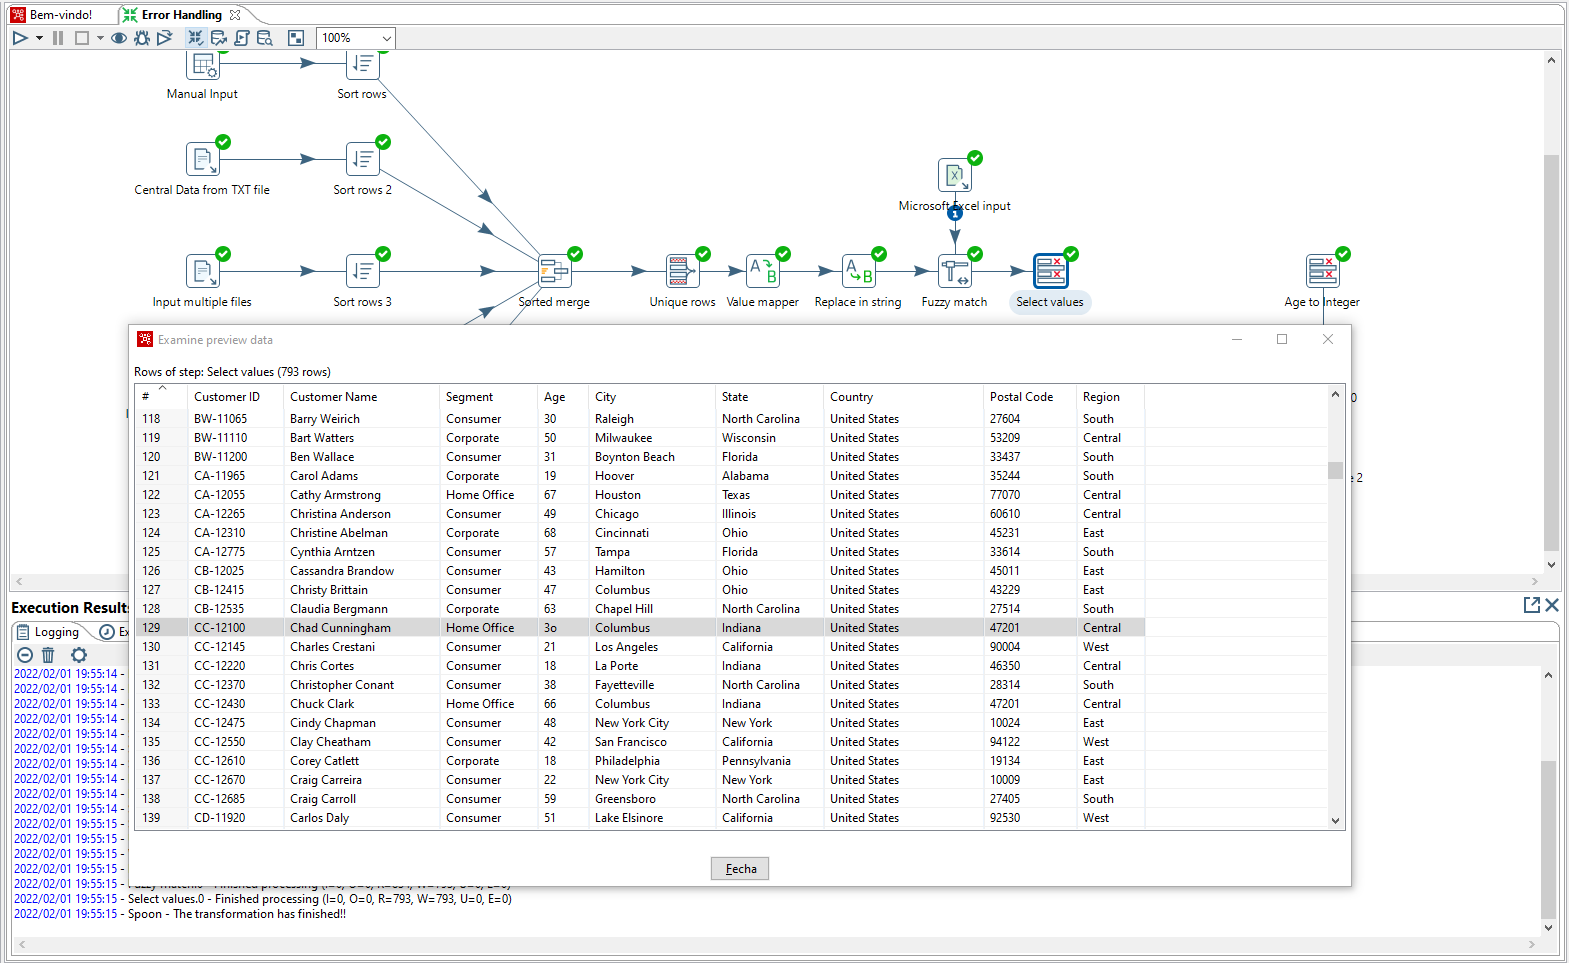 Bem-vindo!
Error Handling
100%
Manual Input
Sort rows
Central Data from TXT file
Sort rows 2
Microsoft Excel input
1
Input multiple files
Sort rows 3
Sorted merge
Unique rows
Value mapper
Replace in string
Fuzzy match
Select values
Age to Integer
Examine preview data
Rows of step: Select values (793 rows)
# Customer ID Customer Name Segment Age City State Country Postal Code Region
118 BW-11065 Barry Weirich Consumer 30 Raleigh North Carolina United States 27604 South
119 BW-11110 Bart Watters Corporate 50 Milwaukee Wisconsin United States 53209 Central
120 BW-11200 Ben Wallace Consumer 31 Boynton Beach Florida United States 33437 South
121 CA-11965 Carol Adams Corporate 19 Hoover Alabama United States 35244 South
122 CA-12055 Cathy Armstrong Home Office 67 Houston Texas United States 77070 Central
123 CA-12265 Christina Anderson Consumer 49 Chicago Illinois United States 60610 Central
124 CA-12310 Christine Abelman Corporate 68 Cincinnati Ohio United States 45231 East
125 CA-12775 Cynthia Arntzen Consumer 57 Tampa Florida United States 33614 South
126 CB-12025 Cassandra Brandow Consumer 43 Hamilton Ohio United States 45011 East
127 CB-12415 Christy Brittain Consumer 47 Columbus Ohio United States 43229 East
128 CB-12535 Claudia Bergmann Corporate 63 Chapel Hill North Carolina United States 27514 South
129 CC-12100 Chad Cunningham Home Office 3o Columbus Indiana United States 47201 Central
130 CC-12145 Charles Crestani Consumer 21 Los Angeles California United States 90004 West
131 CC-12220 Chris Cortes Consumer 18 La Porte Indiana United States 46350 Central
132 CC-12370 Christopher Conant Consumer 38 Fayetteville North Carolina United States 28314 South
133 CC-12430 Chuck Clark Home Office 66 Columbus Indiana United States 47201 Central
134 CC-12475 Cindy Chapman Consumer 48 New York City New York United States 10024 East
135 CC-12550 Clay Cheatham Consumer 42 San Francisco California United States 94122 West
136 CC-12610 Corey Catlett Corporate 18 Philadelphia Pennsylvania United States 19134 East
137 CC-12670 Craig Carreira Consumer 22 New York City New York United States 10009 East
138 CC-12685 Craig Carroll Consumer 59 Greensboro North Carolina United States 27405 South
139 CD-11920 Carlos Daly Consumer 51 Lake Elsinore California United States 92530 West
Fecha
0
e 2
Execution Results
Logging
Ex
2022/02/01 19:55:14 -
2022/02/01 19:55:14 -
2022/02/01 19:55:14 -
2022/02/01 19:55:14 -
2022/02/01 19:55:14 -
2022/02/01 19:55:14 -
2022/02/01 19:55:14 -
2022/02/01 19:55:14 -
2022/02/01 19:55:14 -
2022/02/01 19:55:14 -
2022/02/01 19:55:15 -
2022/02/01 19:55:15 -
2022/02/01 19:55:15 -
2022/02/01 19:55:15 -
2022/02/01 19:55:15 - Fuzzy match.0 - Finished processing (I=0, O=0, R=834, W=793, U=0, E=0)
2022/02/01 19:55:15 - Select values.0 - Finished processing (I=0, O=0, R=793, W=793, U=0, E=0)
2022/02/01 19:55:15 - Spoon - The transformation has finished!!